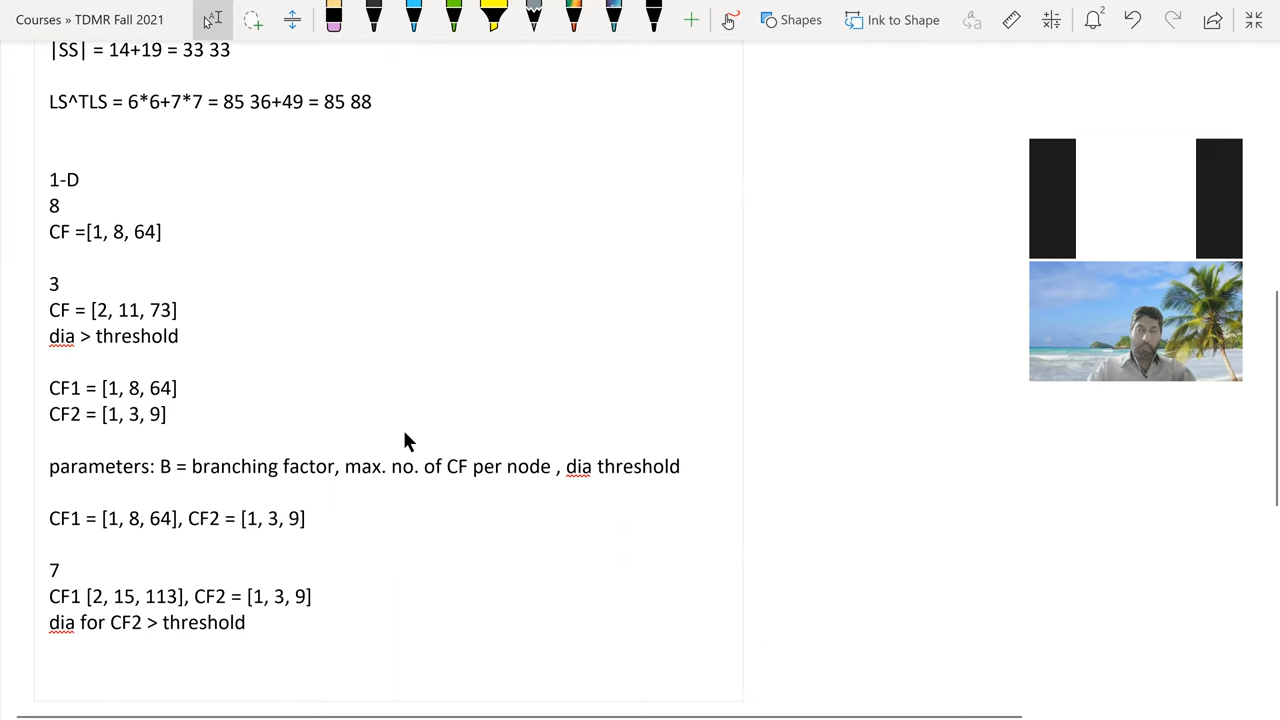 Courses » TDMR Fall 2021
Shapes
Ink to Shape
|SS| = 14+19 = 33 33
LS^TLS = 6*6+7*7 = 85 36+49 = 85 88
1-D
8
CF =[1, 8, 64]
3
CF = [2, 11, 73]
dia > threshold
CF1 = [1, 8, 64]
CF2 = [1, 3, 9]
parameters: B = branching factor, max. no. of CF per node , dia threshold
CF1 = [1, 8, 64], CF2 = [1, 3, 9]
7
CF1 [2, 15, 113], CF2 = [1, 3, 9]
dia for CF2 > threshold